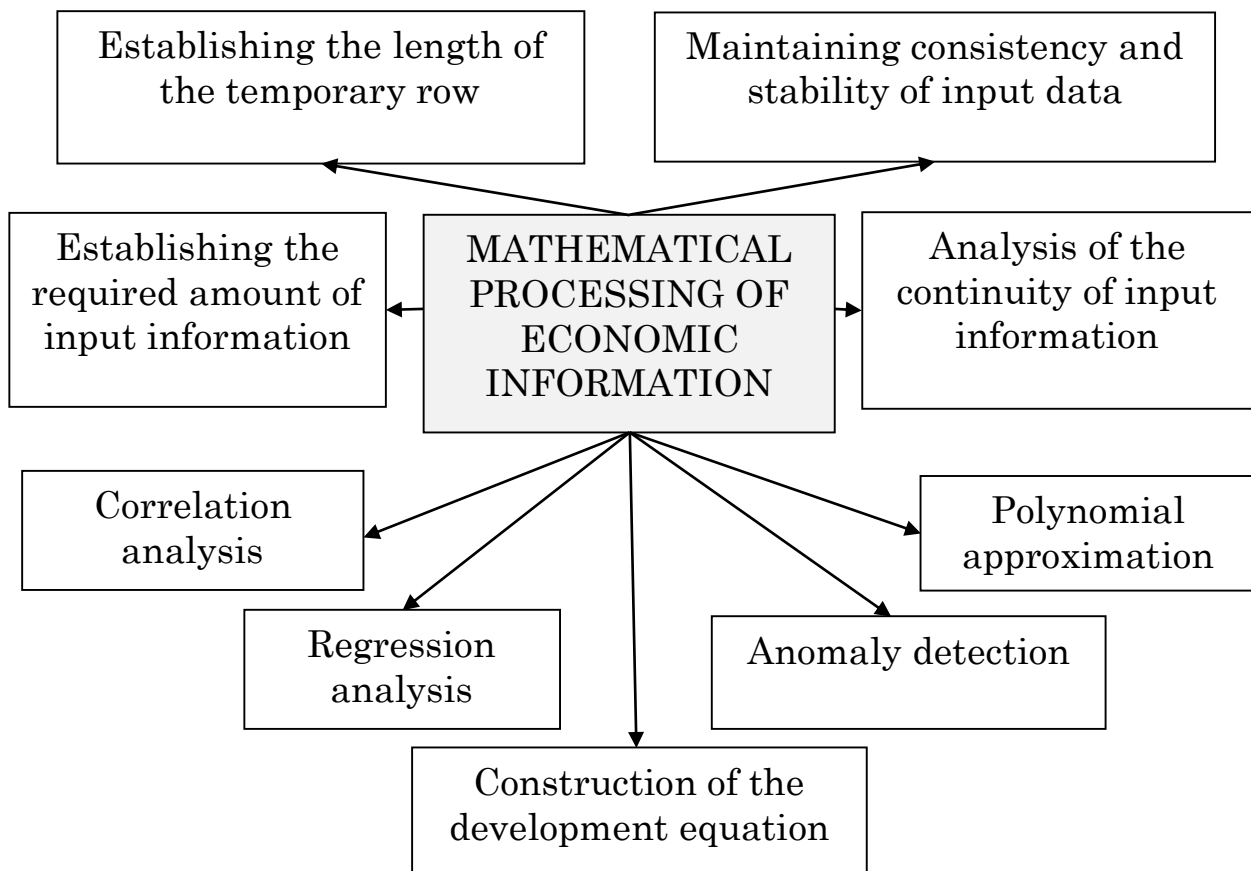 Establishing the length of
the temporary row
Maintaining consistency and
stability of input data
Establishing the
required amount of
input information
MATHEMATICAL
PROCESSING OF
ECONOMIC
INFORMATION
Analysis of the
continuity of input
information
Correlation
analysis
Polynomial
approximation
Regression
analysis
Anomaly detection
Construction of the
development equation